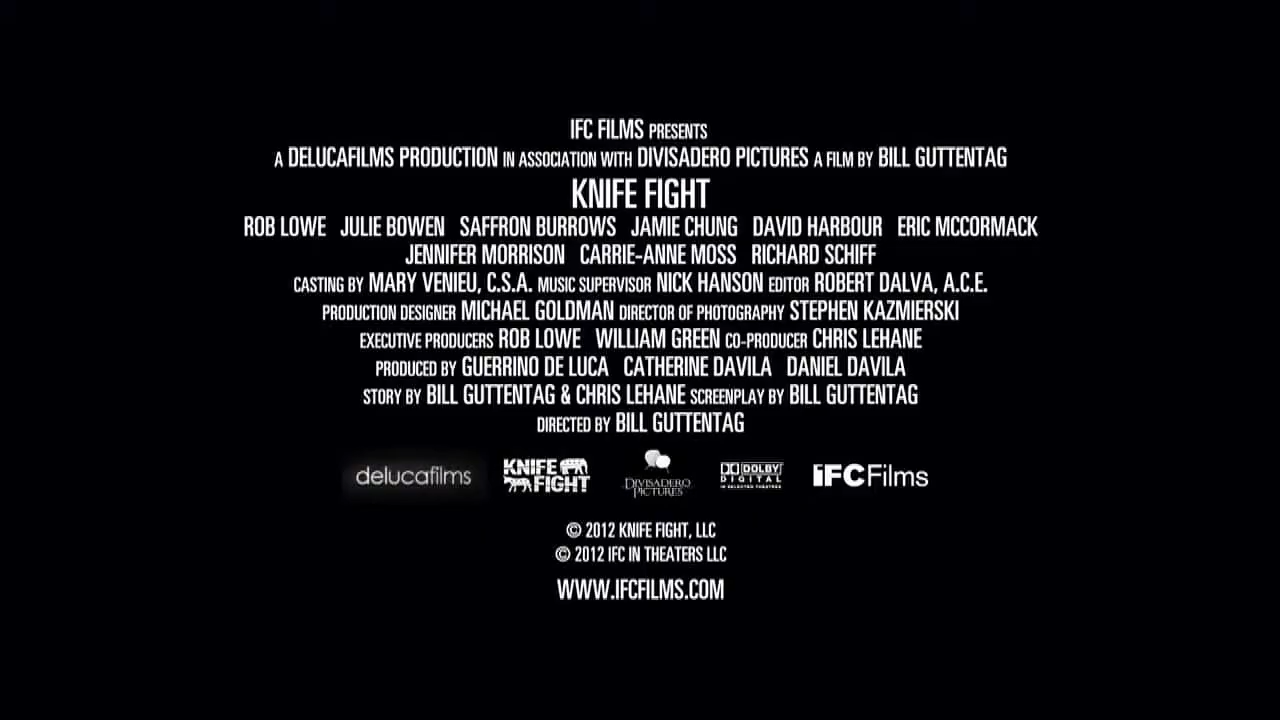 IFC FILMS PRESENTS
A DELUCAFILMS PRODUCTION IN ASSOCIATION WITH DIVISADERO PICTURES A FILM BY BILL GUTTENTAG
KNIFE FIGHT
ROB LOWE JULIE BOWEN SAFFRON BURROWS JAMIE CHUNG DAVID HARBOUR ERIC MCCORMACK
JENNIFER MORRISON CARRIE-ANNE MOSS RICHARD SCHIFF
CASTING BY MARY VENIEU, C.S.A. MUSIC SUPERVISOR NICK HANSON EDITOR ROBERT DALVA, A.C.E.
PRODUCTION DESIGNER MICHAEL GOLDMAN DIRECTOR OF PHOTOGRAPHY STEPHEN KAZMIERSKI
EXECUTIVE PRODUCERS ROB LOWE WILLIAM GREEN CO-PRODUCER CHRIS LEHANE
PRODUCED BY GUERRINO DE LUCA CATHERINE DAVILA DANIEL DAVILA
STORY BY BILL GUTTENTAG & CHRIS LEHANE SCREENPLAY BY BILL GUTTENTAG
DIRECTED BY BILL GUTTENTAG
delucafilms
KNIFE
FIGHT
DIVISADERO
PICTURES
DOLBY
DIGITAL
IN SELECTED THEATRES
IFC Films
© 2012 KNIFE FIGHT, LLC
© 2012 IFC IN THEATERS LLC
WWW.IFCFILMS.COM